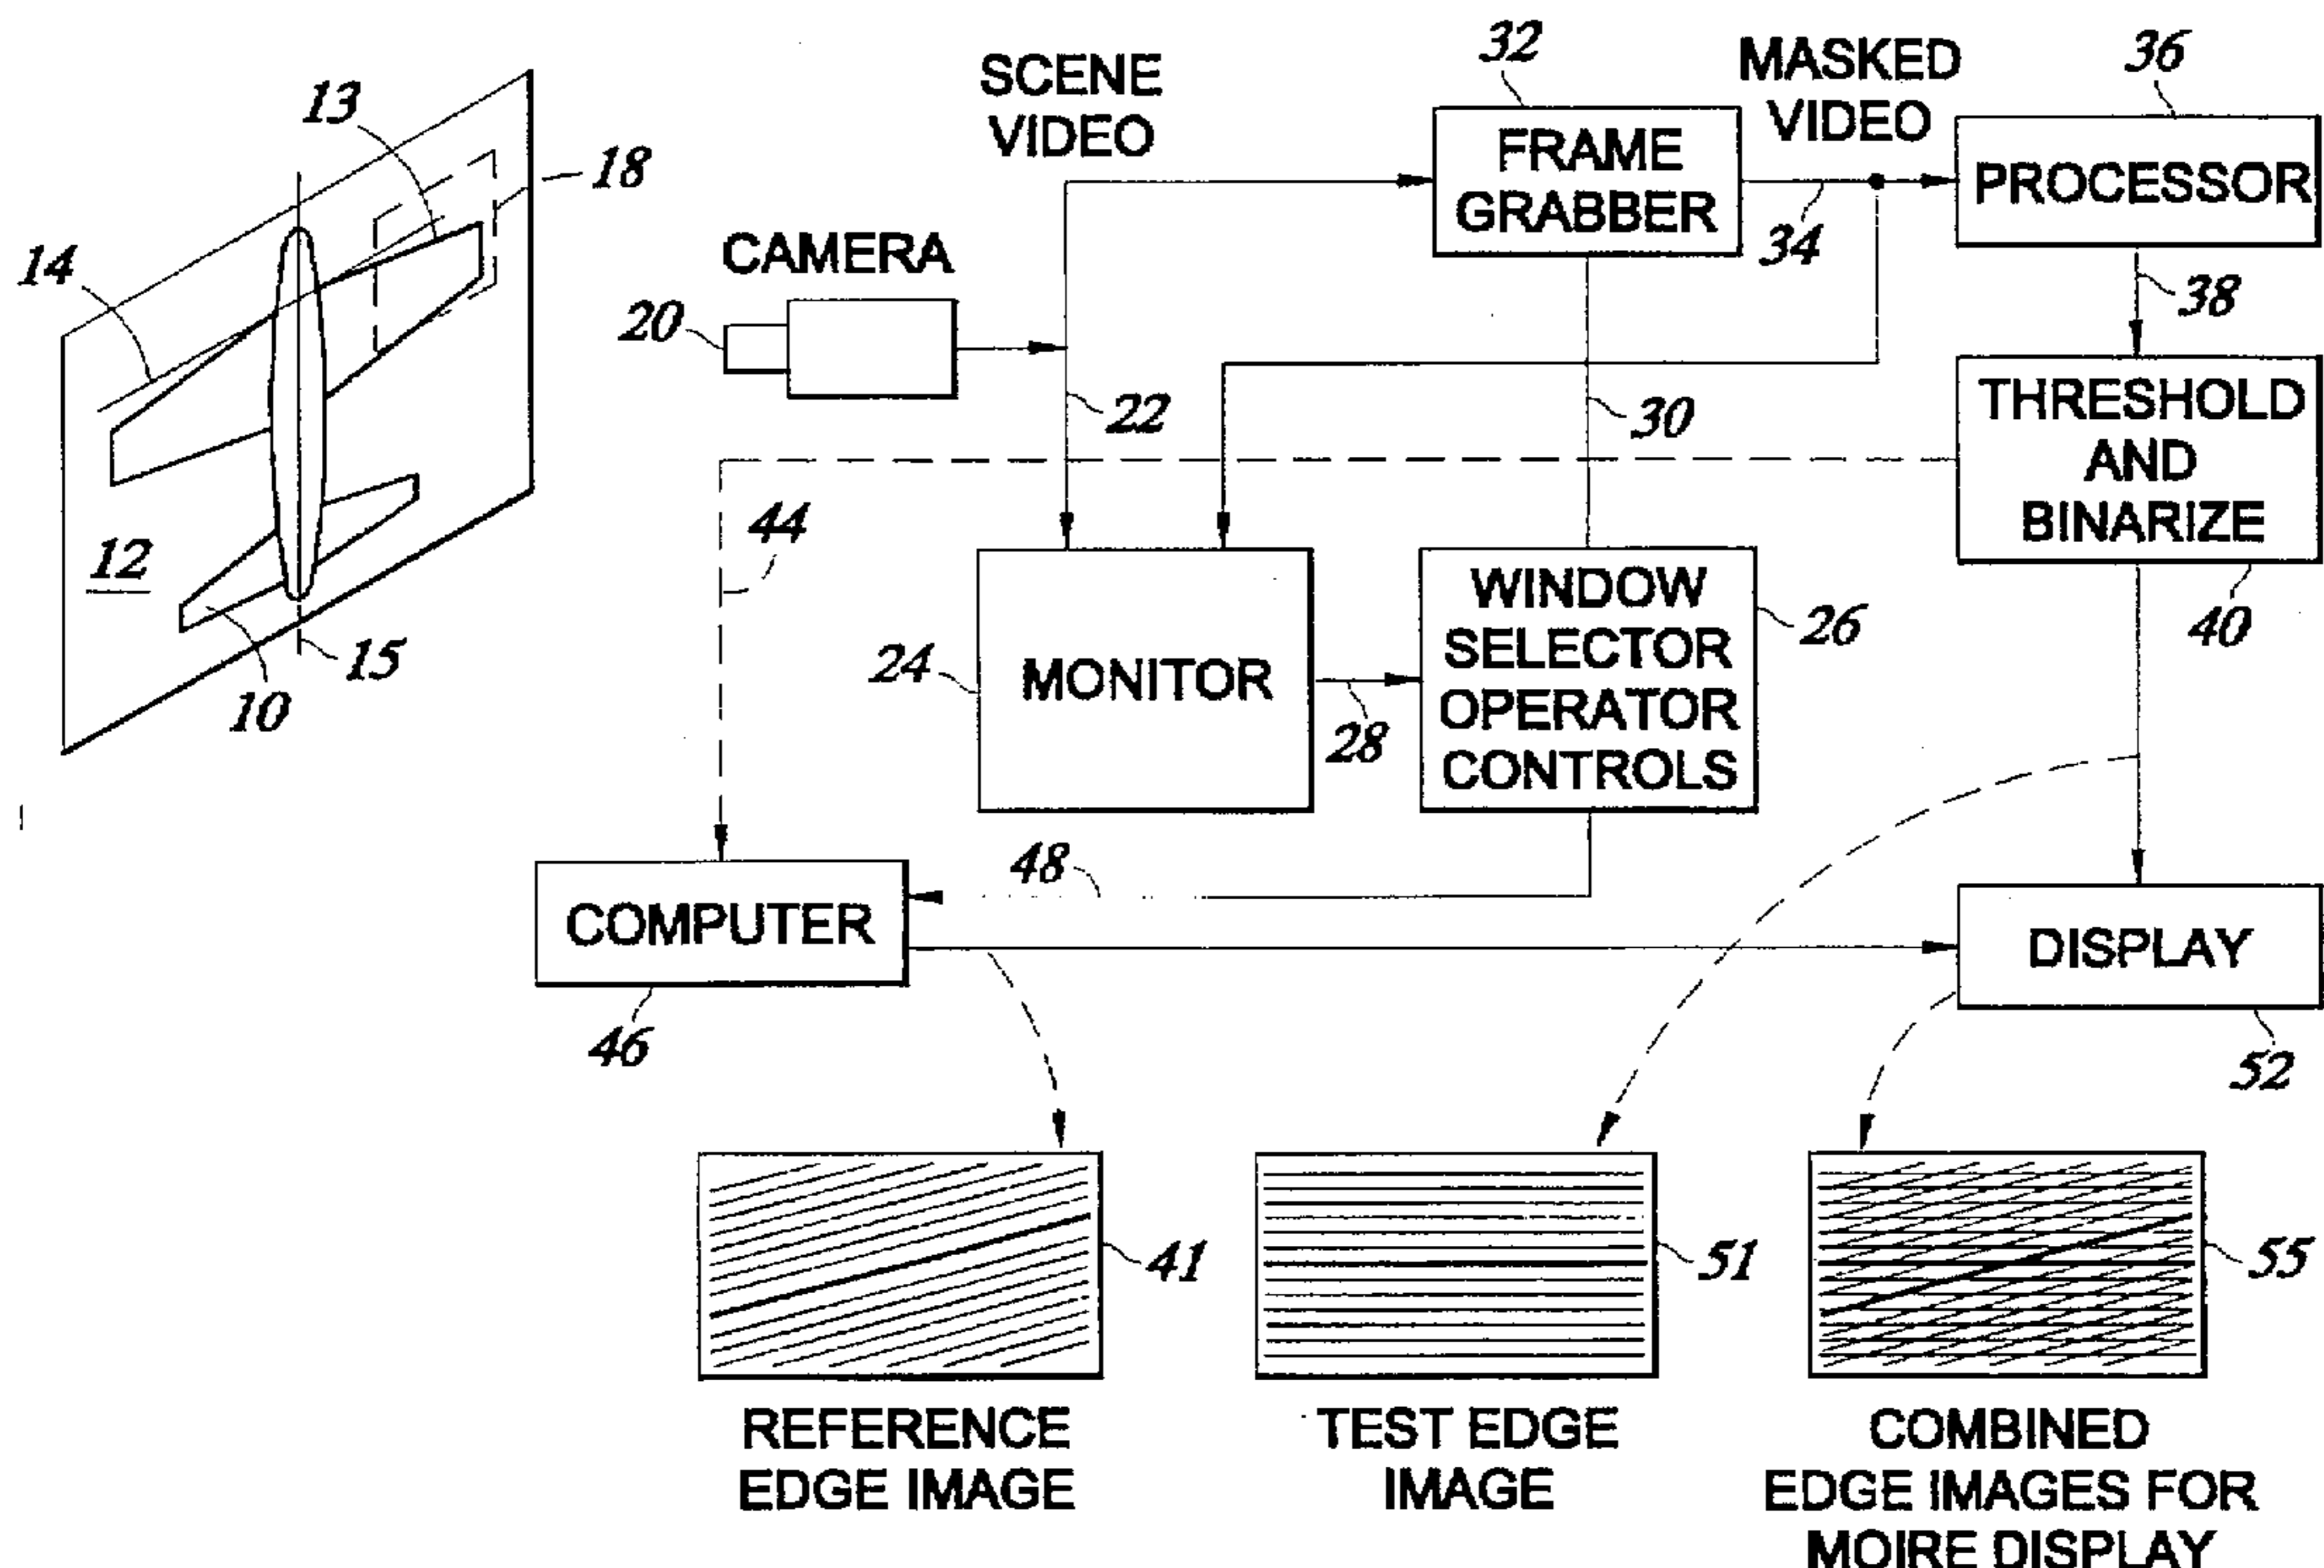 32
36
SCENE
VIDEO
MASKED
VIDEO
13
18
FRAME
GRABBER
PROCESSOR
14
CAMERA
34
38
20
22
30
THRESHOLD
AND
BINARIZE
12
44
WINDOW
SELECTOR
OPERATOR
CONTROLS
26
40
15
10
24
MONITOR
28
48
COMPUTER
DISPLAY
46
52
41
51
55
REFERENCE
EDGE IMAGE
TEST EDGE
IMAGE
COMBINED
EDGE IMAGES FOR
MOIRE DISPLAY